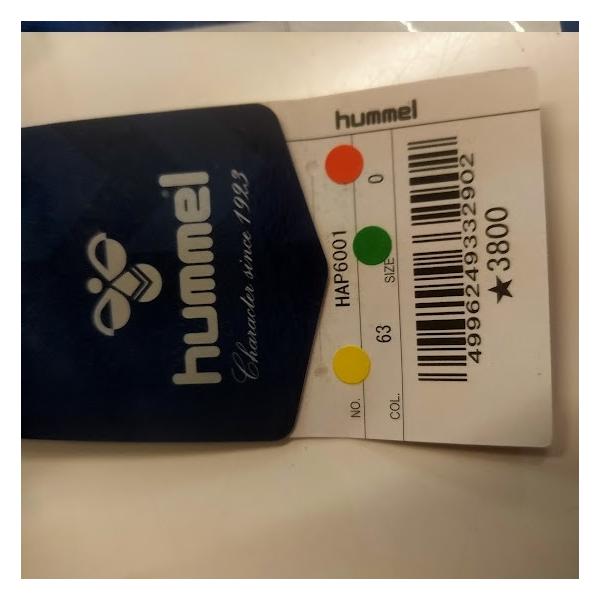 hummel
Character since 1923
hummel
NO. HAP6001
COL. 63 SIZE 0
4996249332902
★3800